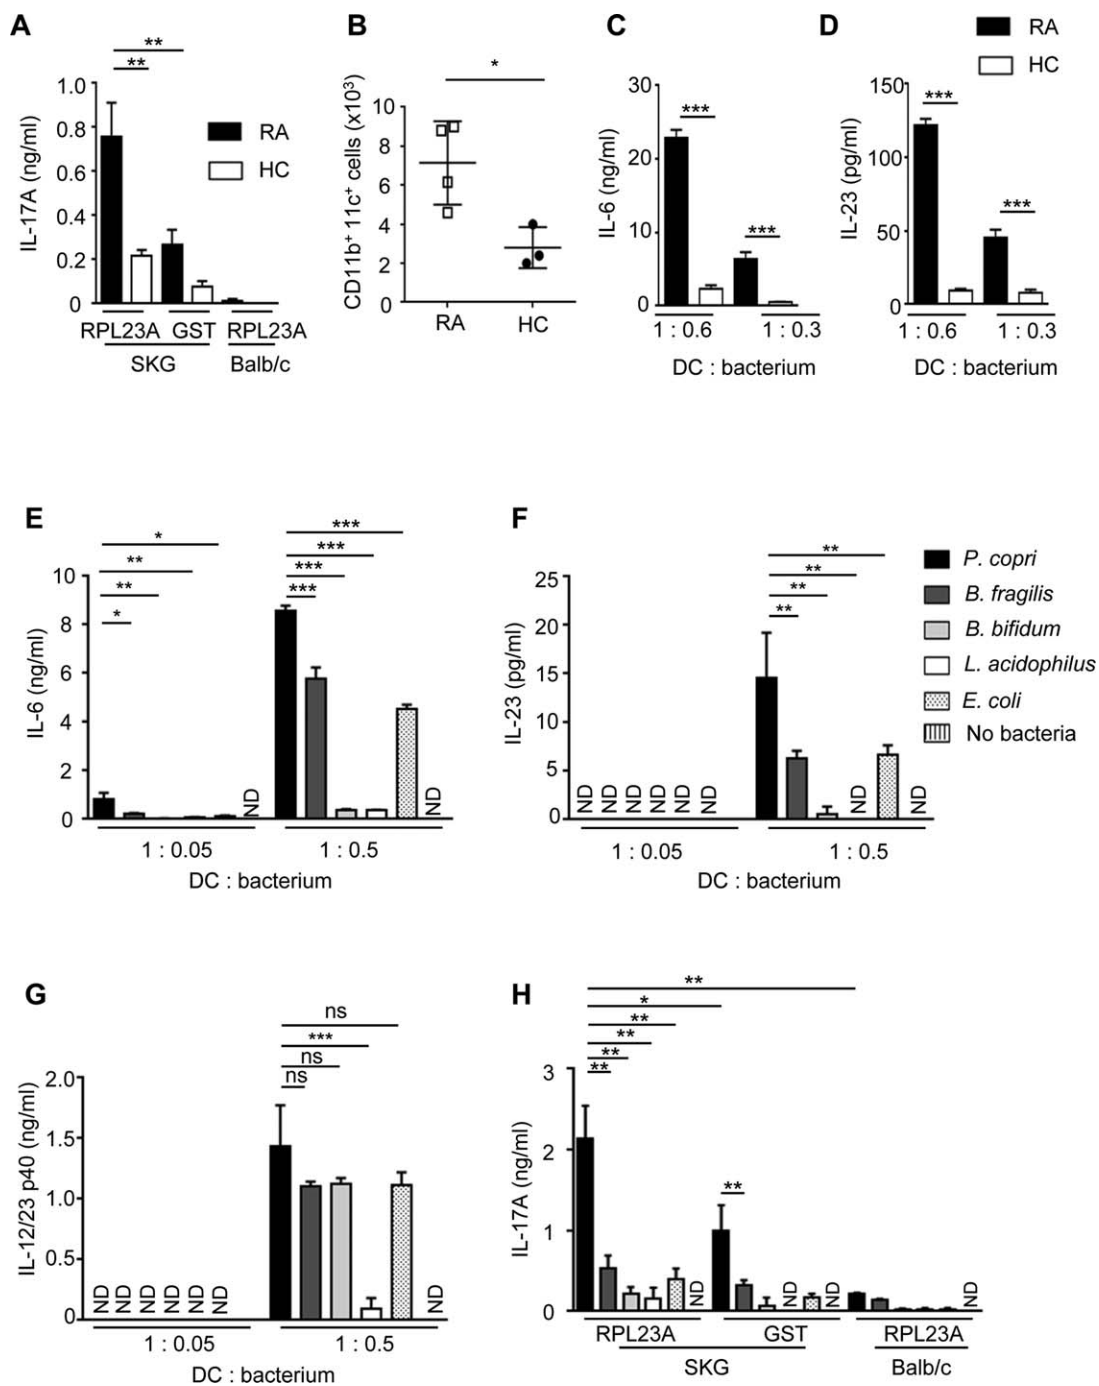 A
**
**
1.0
0.8
0.6
0.4
0.2
0
IL-17A (ng/ml)
RA
HC
RPL23A GST RPL23A
SKG Balb/c
B
*
10
8
6
4
2
0
CD11b+ 11c+ cells (x10³)
RA HC
C
30
20
10
0
IL-6 (ng/ml)
***
***
1 : 0.6 1 : 0.3
DC : bacterium
D
RA
HC
150
100
50
0
IL-23 (pg/ml)
***
***
1 : 0.6 1 : 0.3
DC : bacterium
E
*
**
**
*
***
***
***
***
10
8
6
4
2
0
IL-6 (ng/ml)
ND ND
1 : 0.05 1 : 0.5
DC : bacterium
F
**
**
**
**
25
20
15
10
5
0
IL-23 (pg/ml)
ND ND ND ND ND ND ND ND
1 : 0.05 1 : 0.5
DC : bacterium
P. copri
B. fragilis
B. bifidum
L. acidophilus
E. coli
No bacteria
G
ns
***
ns
ns
2.0
1.5
1.0
0.5
0
IL-12/23 p40 (ng/ml)
ND ND ND ND ND ND ND
1 : 0.05 1 : 0.5
DC : bacterium
H
**
*
**
**
**
**
**
3
2
1
0
IL-17A (ng/ml)
ND ND ND ND
RPL23A GST RPL23A
SKG Balb/c